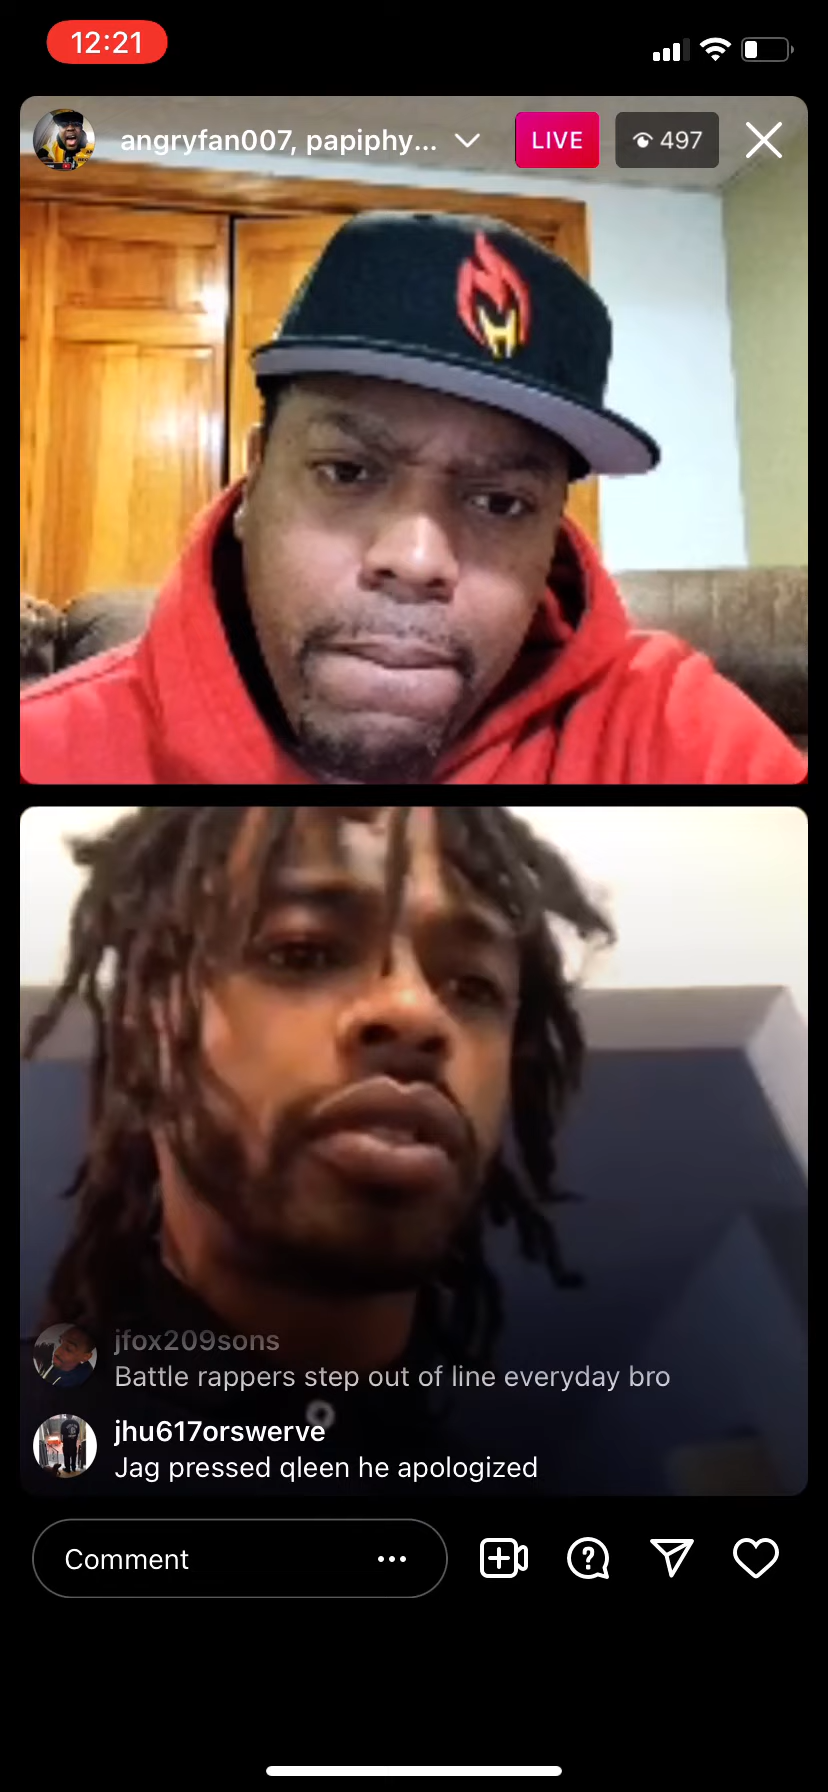 12:21
angryfan007, papiphy...
LIVE
497
jfox209sons
Battle rappers step out of line everyday bro
jhu617orswerve
Jag pressed qleen he apologized
Comment